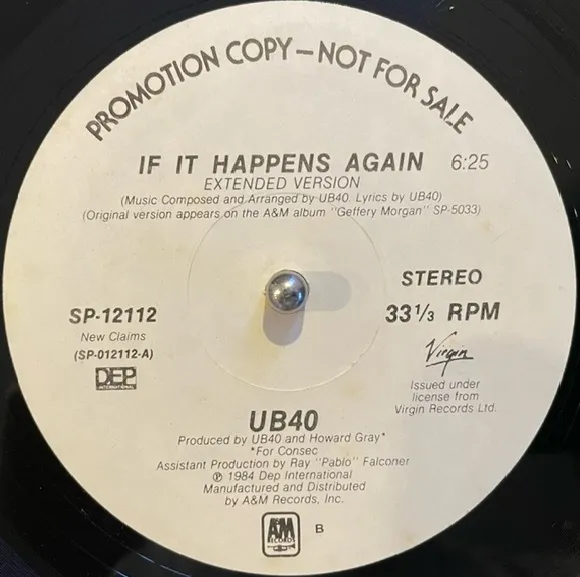 PROMOTION COPY—NOT FOR SALE
IF IT HAPPENS AGAIN 6:25
EXTENDED VERSION
(Music Composed and Arranged by UB40. Lyrics by UB40)
(Original version appears on the A&M album "Geffery Morgan" SP-5033)
STEREO
SP-12112
33 1/3 RPM
New Claims
(SP-012112-A)
Virgin
DEP
INTERNATIONAL
Issued under
license from
Virgin Records Ltd.
UB40
Produced by UB40 and Howard Gray*
*For Consec
Assistant Production by Ray "Pablo" Falconer
℗ 1984 Dep International
Manufactured and Distributed
by A&M Records, Inc.
A&M
RECORDS
B